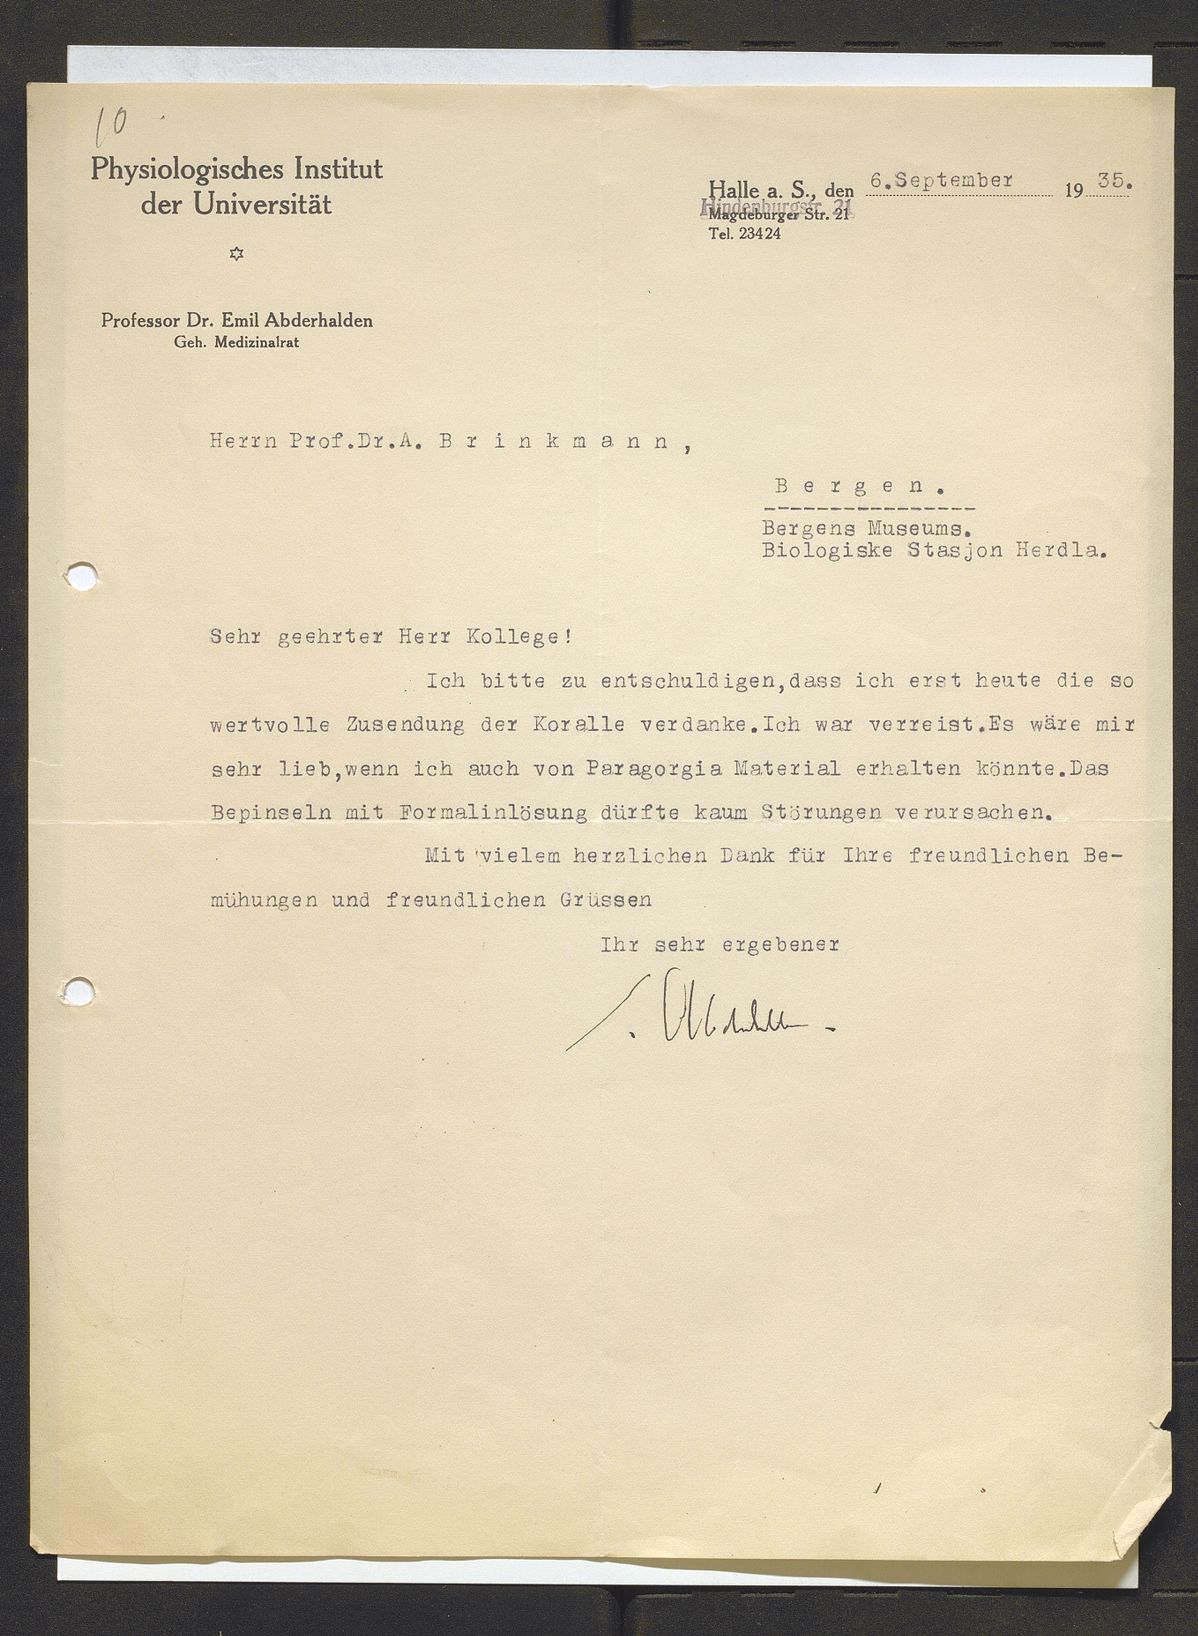 10
Physiologisches Institut
der Universität
Professor Dr. Emil Abderhalden
Geh. Medizinalrat
Halle a. S., den 6.September 1935.
Hindenburgstr. 21
Magdeburger Str. 21
Tel. 23424
Herrn Prof.Dr.A. B r i n k m a n n ,
B e r g e n .
----------------
Bergens Museums.
Biologiske Stasjon Herdla.
Sehr geehrter Herr Kollege!
Ich bitte zu entschuldigen,dass ich erst heute die so
wertvolle Zusendung der Koralle verdanke.Ich war verreist.Es wäre mir
sehr lieb,wenn ich auch von Paragorgia Material erhalten könnte.Das
Bepinseln mit Formalinlösung dürfte kaum Störungen verursachen.
Mit vielem herzlichen Dank für Ihre freundlichen Be-
mühungen und freundlichen Grüssen
Ihr sehr ergebener
E. Abderhalden